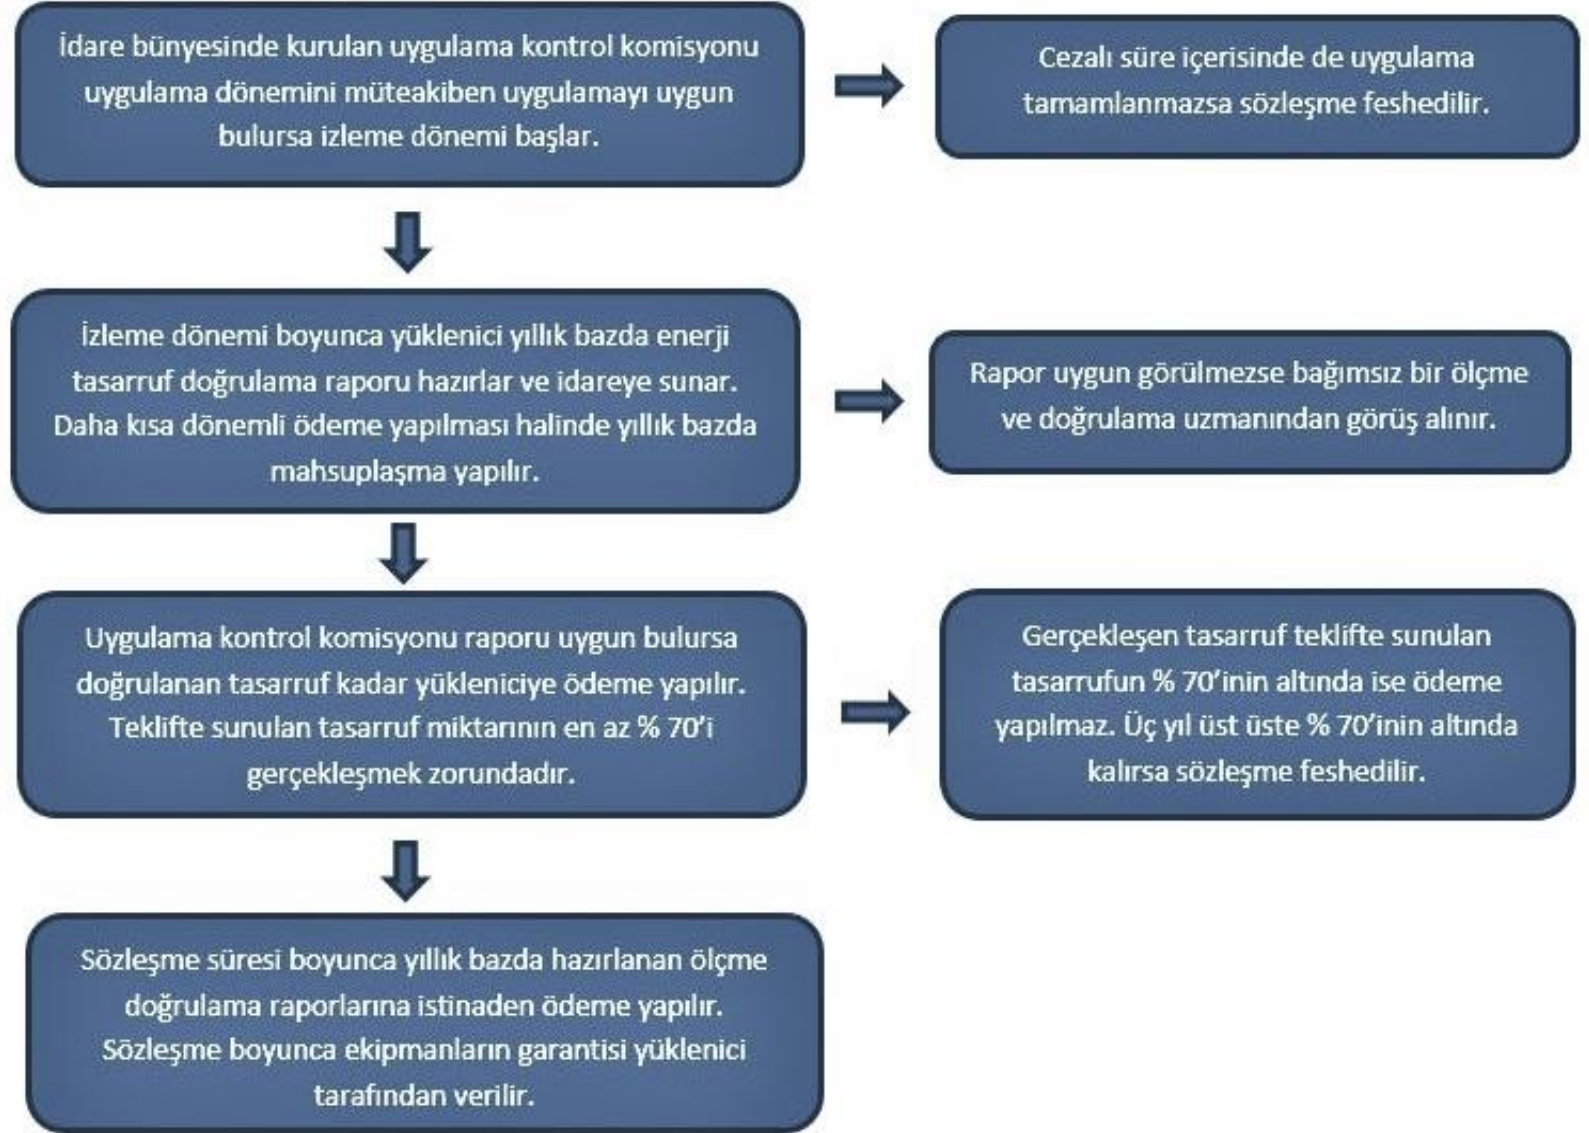 İdare bünyesinde kurulan uygulama kontrol komisyonu
uygulama dönemini müteakiben uygulamayı uygun
bulursa izleme dönemi başlar.
Cezalı süre içerisinde de uygulama
tamamlanmazsa sözleşme feshedilir.
İzleme dönemi boyunca yüklenici yıllık bazda enerji
tasarruf doğrulama raporu hazırlar ve idareye sunar.
Daha kısa dönemli ödeme yapılması halinde yıllık bazda
mahsuplaşma yapılır.
Rapor uygun görülmezse bağımsız bir ölçme
ve doğrulama uzmanından görüş alınır.
Uygulama kontrol komisyonu raporu uygun bulursa
doğrulanan tasarruf kadar yükleniciye ödeme yapılır.
Teklifte sunulan tasarruf miktarının en az % 70’i
gerçekleşmek zorundadır.
Gerçekleşen tasarruf teklifte sunulan
tasarrufun % 70’inin altında ise ödeme
yapılmaz. Üç yıl üst üste % 70’inin altında
kalırsa sözleşme feshedilir.
Sözleşme süresi boyunca yıllık bazda hazırlanan ölçme
doğrulama raporlarına istinaden ödeme yapılır.
Sözleşme boyunca ekipmanların garantisi yüklenici
tarafından verilir.